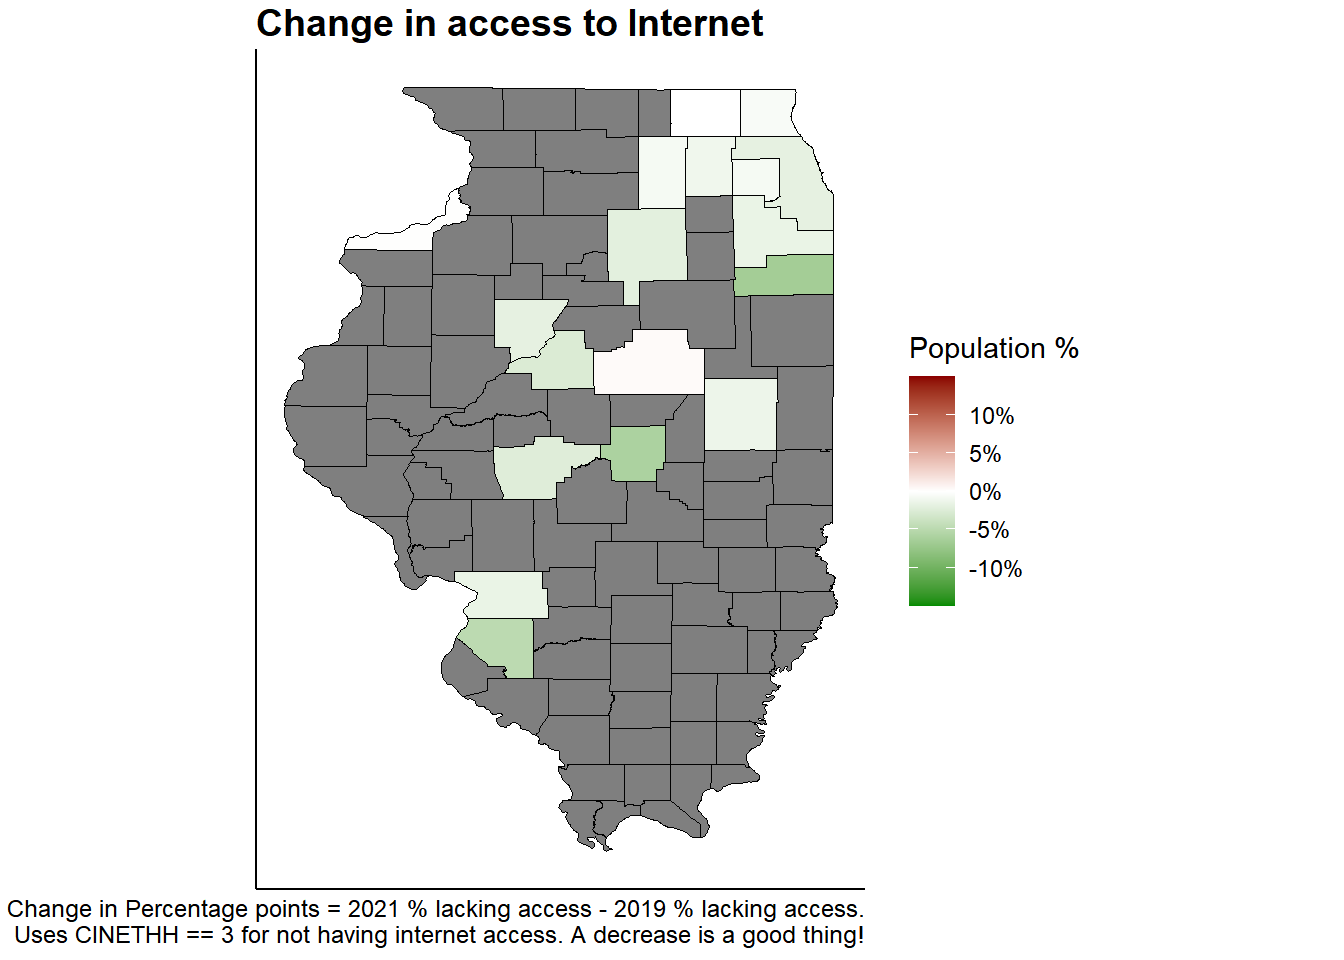 Change in access to Internet
Population %
10%
5%
0%
-5%
-10%
Change in Percentage points = 2021 % lacking access - 2019 % lacking access.
Uses CINETHH == 3 for not having internet access. A decrease is a good thing!